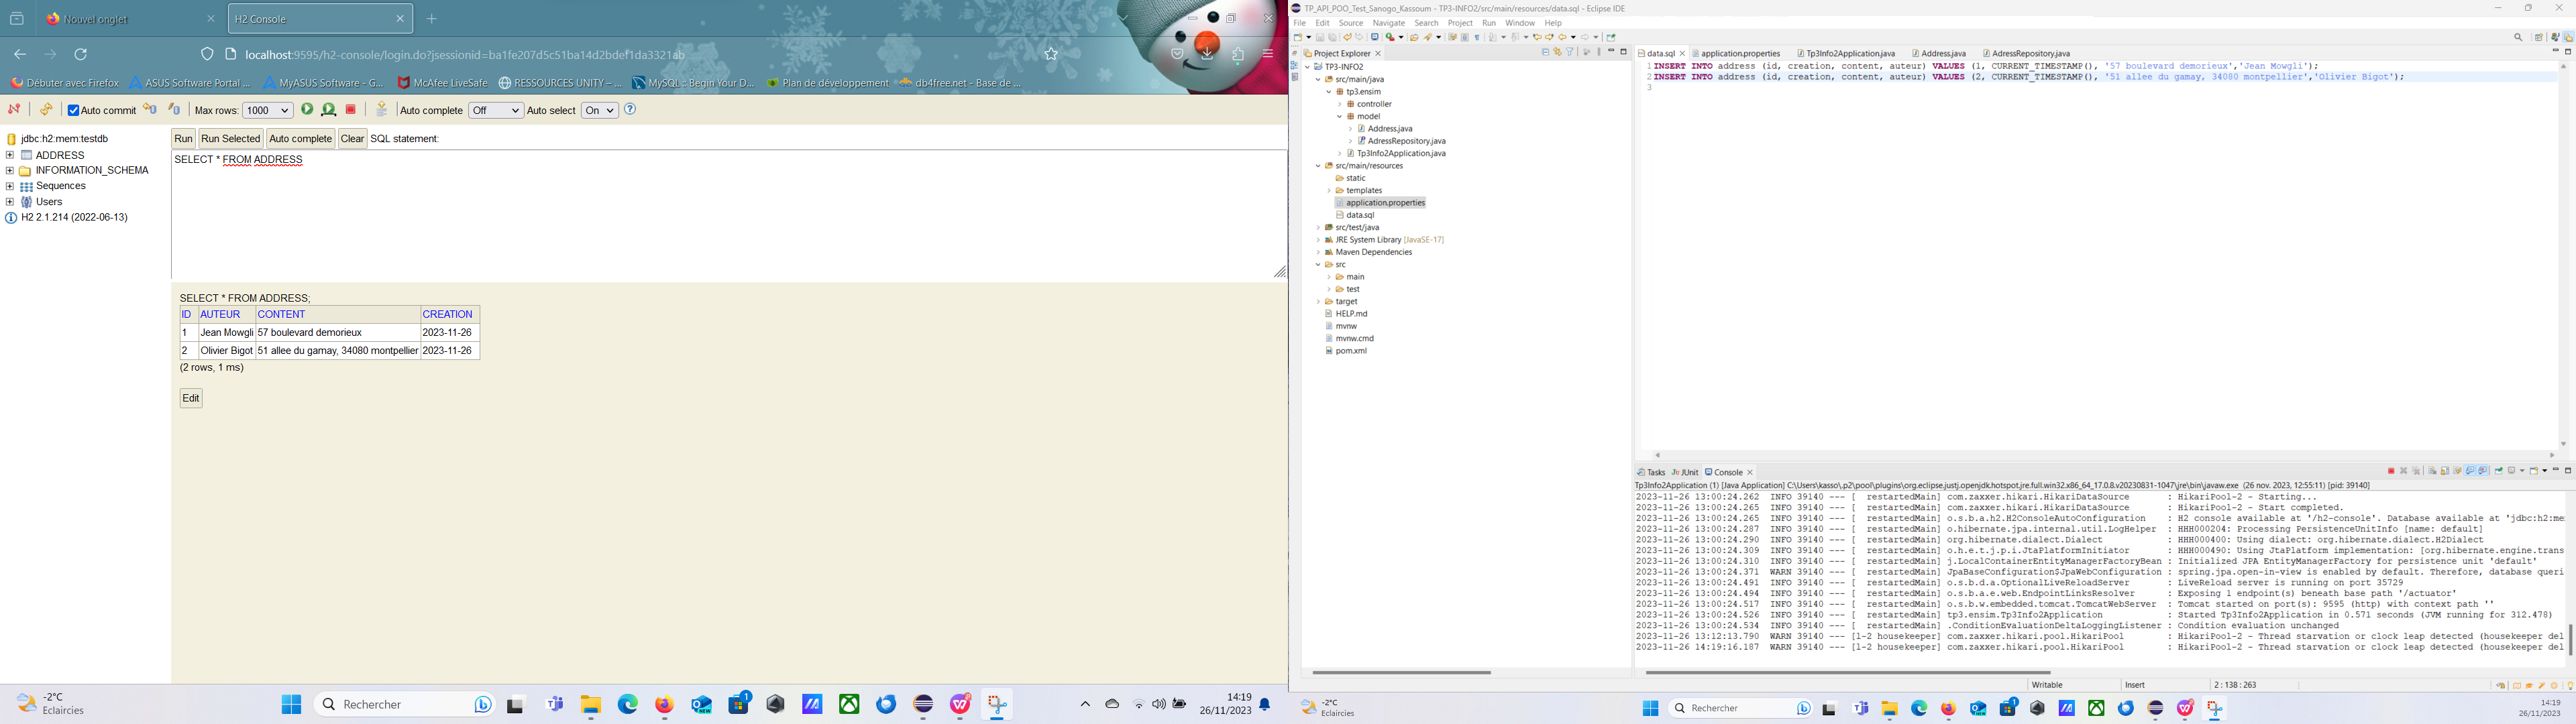 Nouvel onglet
H2 Console
localhost:9595/h2-console/login.do?jsessionid=ba1fe207d5c51ba14d2bdef1da3321ab
Débuter avec Firefox ASUS Software Portal ... MyASUS Software - G... McAfee LiveSafe RESSOURCES UNITY – ... MySQL :: Begin Your D... Plan de développement db4free.net - Base de ...
Auto commit Max rows: 1000 Auto complete Off Auto select On
jdbc:h2:mem:testdb
ADDRESS
INFORMATION_SCHEMA
Sequences
Users
H2 2.1.214 (2022-06-13)
Run Run Selected Auto complete Clear SQL statement:
SELECT * FROM ADDRESS
SELECT * FROM ADDRESS;
ID AUTEUR CONTENT CREATION
1 Jean Mowgli 57 boulevard demorieux 2023-11-26
2 Olivier Bigot 51 allee du gamay, 34080 montpellier 2023-11-26
(2 rows, 1 ms)
Edit
-2°C
Eclaircies
Rechercher
14:19
26/11/2023
TP_API_POO_Test_Sanogo_Kassoum - TP3-INFO2/src/main/resources/data.sql - Eclipse IDE
File Edit Source Navigate Search Project Run Window Help
Project Explorer
TP3-INFO2
src/main/java
tp3.ensim
controller
model
Address.java
AdressRepository.java
Tp3Info2Application.java
src/main/resources
static
templates
application.properties
data.sql
src/test/java
JRE System Library [JavaSE-17]
Maven Dependencies
src
main
test
target
HELP.md
mvnw
mvnw.cmd
pom.xml
data.sql application.properties Tp3Info2Application.java Address.java AdressRepository.java
1 INSERT INTO address (id, creation, content, auteur) VALUES (1, CURRENT_TIMESTAMP(), '57 boulevard demorieux','Jean Mowgli');
2 INSERT INTO address (id, creation, content, auteur) VALUES (2, CURRENT_TIMESTAMP(), '51 allee du gamay, 34080 montpellier','Olivier Bigot');
3
Tasks JUnit Console
Tp3Info2Application (1) [Java Application] C:\Users\kasso\.p2\pool\plugins\org.eclipse.justj.openjdk.hotspot.jre.full.win32.x86_64_17.0.8.v20230831-1047\jre\bin\javaw.exe (26 nov. 2023, 12:55:11) [pid: 39140]
2023-11-26 13:00:24.262 INFO 39140 --- [ restartedMain] com.zaxxer.hikari.HikariDataSource : HikariPool-2 - Starting...
2023-11-26 13:00:24.265 INFO 39140 --- [ restartedMain] com.zaxxer.hikari.HikariDataSource : HikariPool-2 - Start completed.
2023-11-26 13:00:24.265 INFO 39140 --- [ restartedMain] o.s.b.a.h2.H2ConsoleAutoConfiguration : H2 console available at '/h2-console'. Database available at 'jdbc:h2:me
2023-11-26 13:00:24.287 INFO 39140 --- [ restartedMain] o.hibernate.jpa.internal.util.LogHelper : HHH000204: Processing PersistenceUnitInfo [name: default]
2023-11-26 13:00:24.290 INFO 39140 --- [ restartedMain] org.hibernate.dialect.Dialect : HHH000400: Using dialect: org.hibernate.dialect.H2Dialect
2023-11-26 13:00:24.309 INFO 39140 --- [ restartedMain] o.h.e.t.j.p.i.JtaPlatformInitiator : HHH000490: Using JtaPlatform implementation: [org.hibernate.engine.trans
2023-11-26 13:00:24.310 INFO 39140 --- [ restartedMain] j.LocalContainerEntityManagerFactoryBean : Initialized JPA EntityManagerFactory for persistence unit 'default'
2023-11-26 13:00:24.371 WARN 39140 --- [ restartedMain] JpaBaseConfiguration$JpaWebConfiguration : spring.jpa.open-in-view is enabled by default. Therefore, database queri
2023-11-26 13:00:24.491 INFO 39140 --- [ restartedMain] o.s.b.d.a.OptionalLiveReloadServer : LiveReload server is running on port 35729
2023-11-26 13:00:24.494 INFO 39140 --- [ restartedMain] o.s.b.a.e.web.EndpointLinksResolver : Exposing 1 endpoint(s) beneath base path '/actuator'
2023-11-26 13:00:24.517 INFO 39140 --- [ restartedMain] o.s.b.w.embedded.tomcat.TomcatWebServer : Tomcat started on port(s): 9595 (http) with context path ''
2023-11-26 13:00:24.526 INFO 39140 --- [ restartedMain] tp3.ensim.Tp3Info2Application : Started Tp3Info2Application in 0.571 seconds (JVM running for 312.478)
2023-11-26 13:00:24.534 INFO 39140 --- [ restartedMain] .ConditionEvaluationDeltaLoggingListener : Condition evaluation unchanged
2023-11-26 13:12:13.790 WARN 39140 --- [l-2 housekeeper] com.zaxxer.hikari.pool.HikariPool : HikariPool-2 - Thread starvation or clock leap detected (housekeeper del
2023-11-26 14:19:16.187 WARN 39140 --- [l-2 housekeeper] com.zaxxer.hikari.pool.HikariPool : HikariPool-2 - Thread starvation or clock leap detected (housekeeper del
Writable Insert 2 : 138 : 263
-2°C
Eclaircies
Rechercher
14:19
26/11/2023